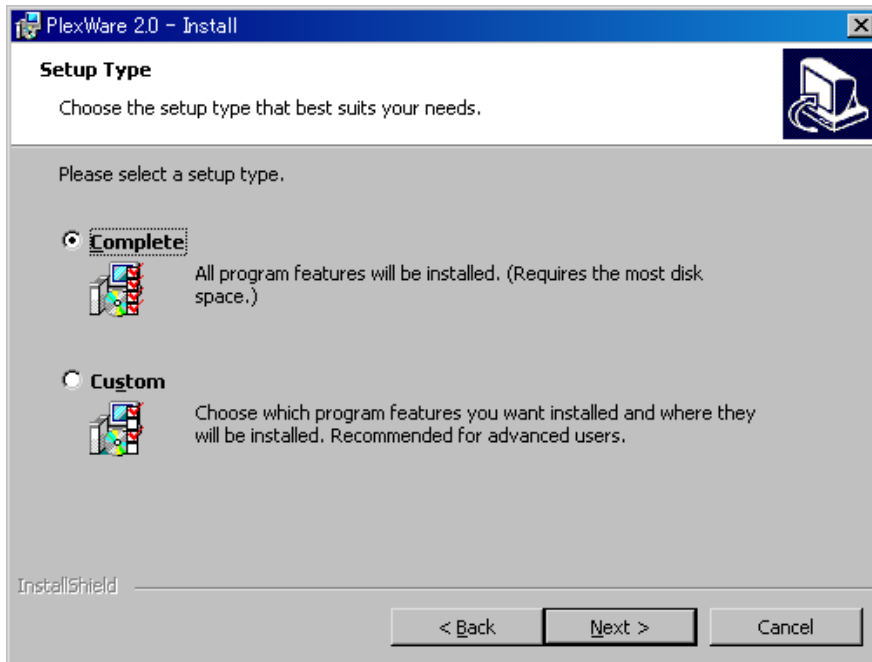 PlexWare 2.0 - Install
Setup Type
Choose the setup type that best suits your needs.
Please select a setup type.
Complete
All program features will be installed. (Requires the most disk
space.)
Custom
Choose which program features you want installed and where they
will be installed. Recommended for advanced users.
InstallShield
< Back
Next >
Cancel